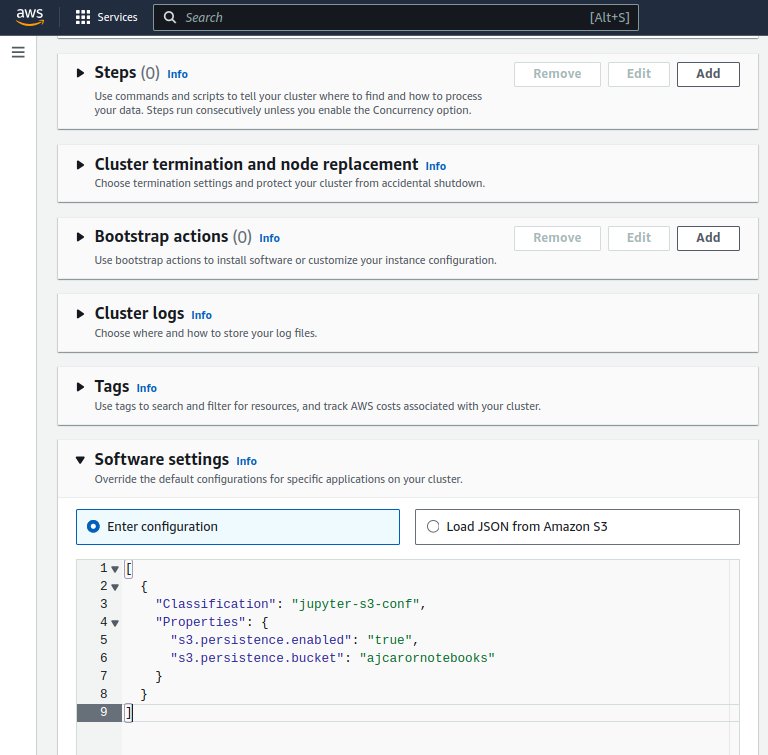 aws Services Search [Alt+S]
Steps (0) Info Remove Edit Add
Use commands and scripts to tell your cluster where to find and how to process
your data. Steps run consecutively unless you enable the Concurrency option.
Cluster termination and node replacement Info
Choose termination settings and protect your cluster from accidental shutdown.
Bootstrap actions (0) Info Remove Edit Add
Use bootstrap actions to install software or customize your instance configuration.
Cluster logs Info
Choose where and how to store your log files.
Tags Info
Use tags to search and filter for resources, and track AWS costs associated with your cluster.
Software settings Info
Override the default configurations for specific applications on your cluster.
Enter configuration Load JSON from Amazon S3
1 [
2 {
3 "Classification": "jupyter-s3-conf",
4 "Properties": {
5 "s3.persistence.enabled": "true",
6 "s3.persistence.bucket": "ajcarornotebooks"
7 }
8 }
9 ]